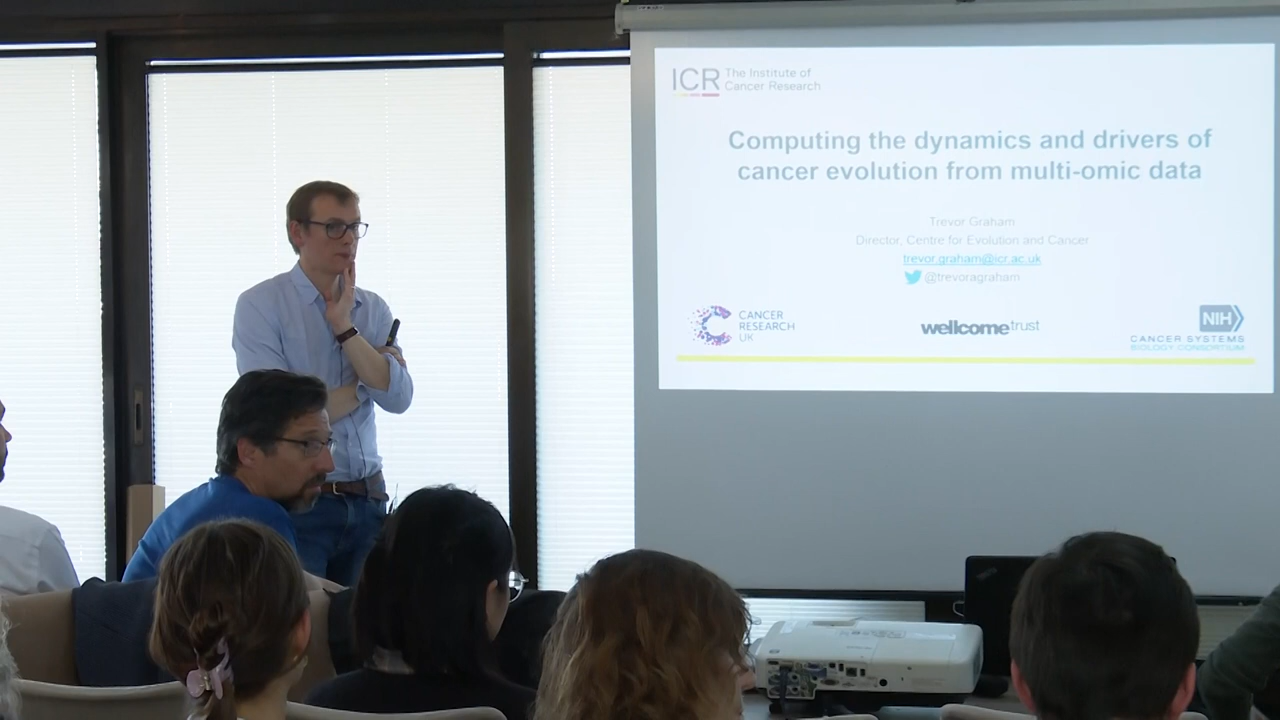 ICR The Institute of
Cancer Research
Computing the dynamics and drivers of
cancer evolution from multi-omic data
Trevor Graham
Director, Centre for Evolution and Cancer
trevor.graham@icr.ac.uk
@trevoragraham
CANCER
RESEARCH
UK
wellcometrust
NIH
CANCER SYSTEMS
BIOLOGY CONSORTIUM